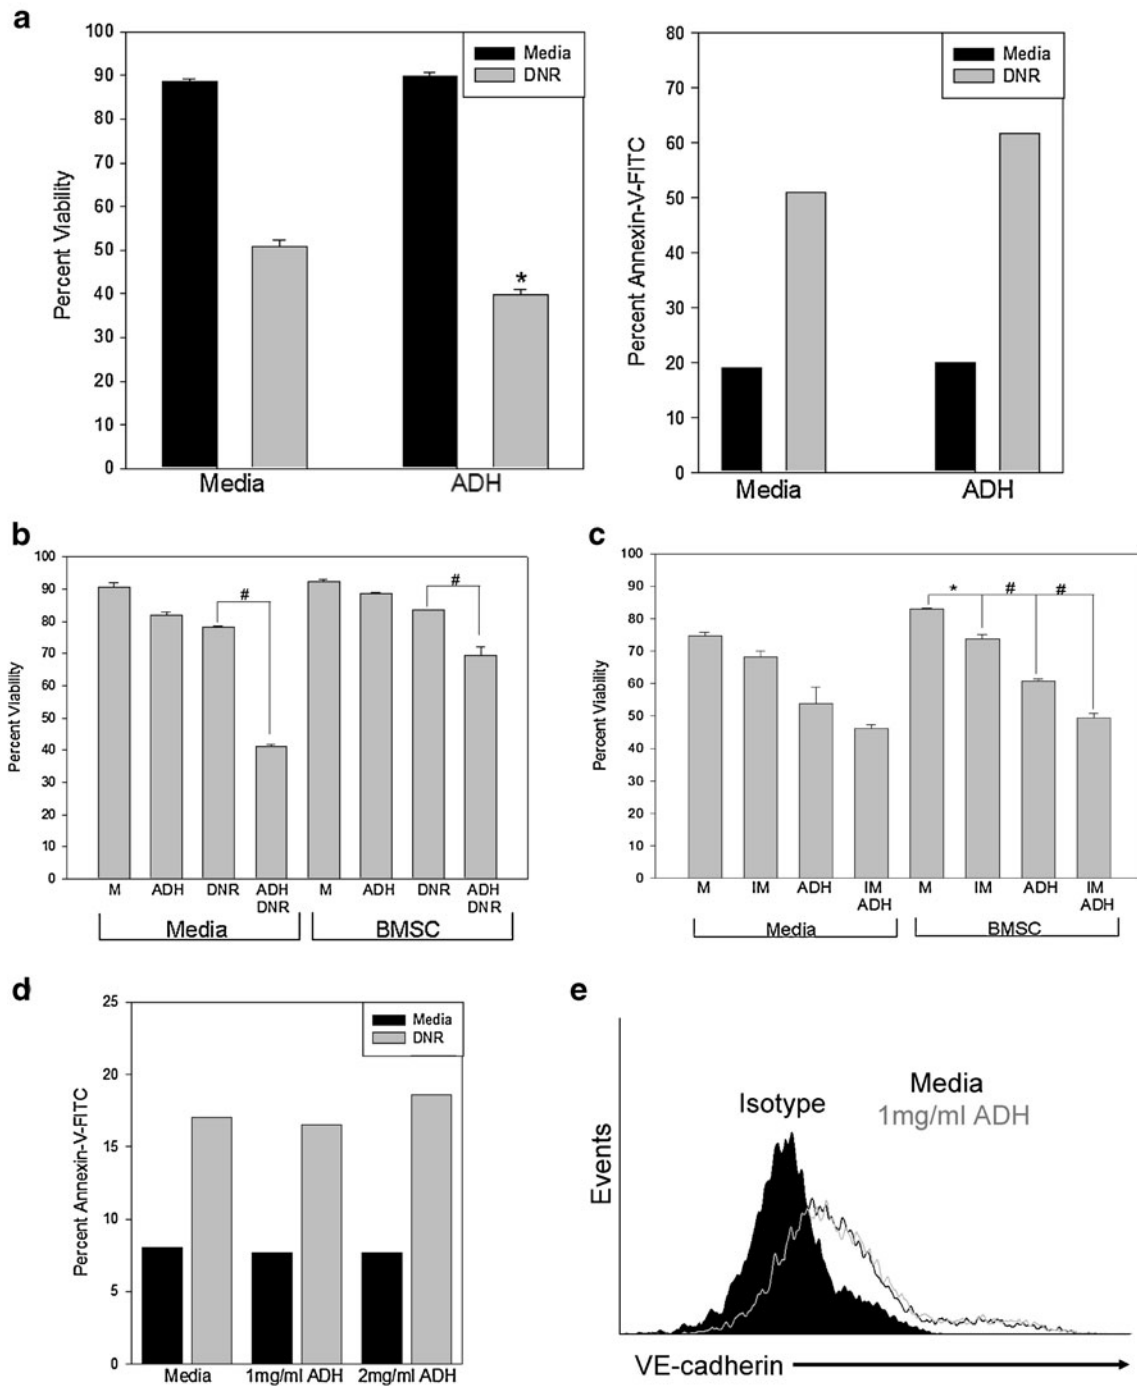 a
Percent Viability
100
90
80
70
60
50
40
30
20
10
0
Media
DNR
*
Media
ADH
Percent Annexin-V-FITC
80
70
60
50
40
30
20
10
0
Media
DNR
Media
ADH
b
Percent Viability
100
90
80
70
60
50
40
30
20
10
0
#
#
M ADH DNR ADH DNR M ADH DNR ADH DNR
Media BMSC
c
Percent Viability
100
90
80
70
60
50
40
30
20
10
0
* # #
M IM ADH IM ADH M IM ADH IM ADH
Media BMSC
d
Percent Annexin-V-FITC
25
20
15
10
5
0
Media
DNR
Media 1mg/ml ADH 2mg/ml ADH
e
Events
Isotype
Media
1mg/ml ADH
VE-cadherin